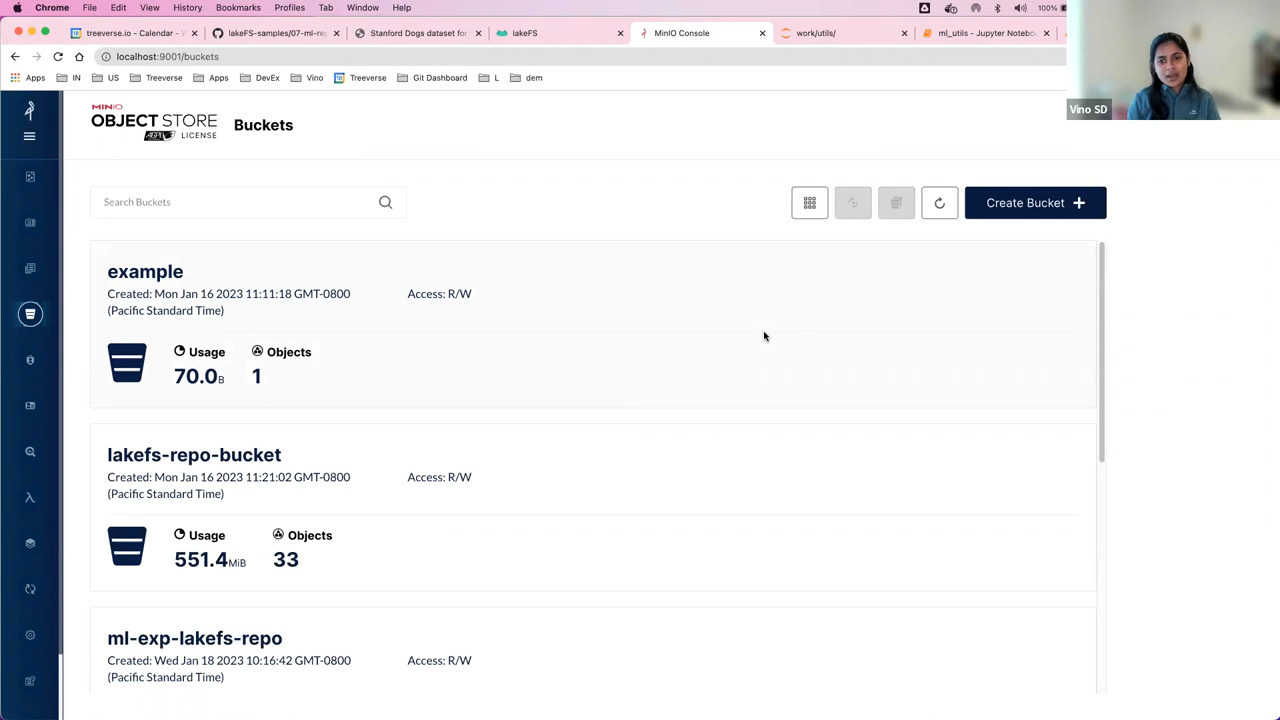 Chrome File Edit View History Bookmarks Profiles Tab Window Help 100%
treeverse.io - Calendar - W
lakeFS-samples/07-ml-rep
Stanford Dogs dataset for
lakeFS
MinIO Console
work/utils/
ml_utils - Jupyter Notebo
localhost:9001/buckets
Apps IN US Treeverse Apps DevEx Vino Treeverse Git Dashboard L dem
Vino SD
MINIO
OBJECT STORE
AGPL LICENSE
Buckets
Search Buckets
Create Bucket +
example
Created: Mon Jan 16 2023 11:11:18 GMT-0800 Access: R/W
(Pacific Standard Time)
Usage Objects
70.0B 1
lakefs-repo-bucket
Created: Mon Jan 16 2023 11:21:02 GMT-0800 Access: R/W
(Pacific Standard Time)
Usage Objects
551.4MiB 33
ml-exp-lakefs-repo
Created: Wed Jan 18 2023 10:16:42 GMT-0800 Access: R/W
(Pacific Standard Time)